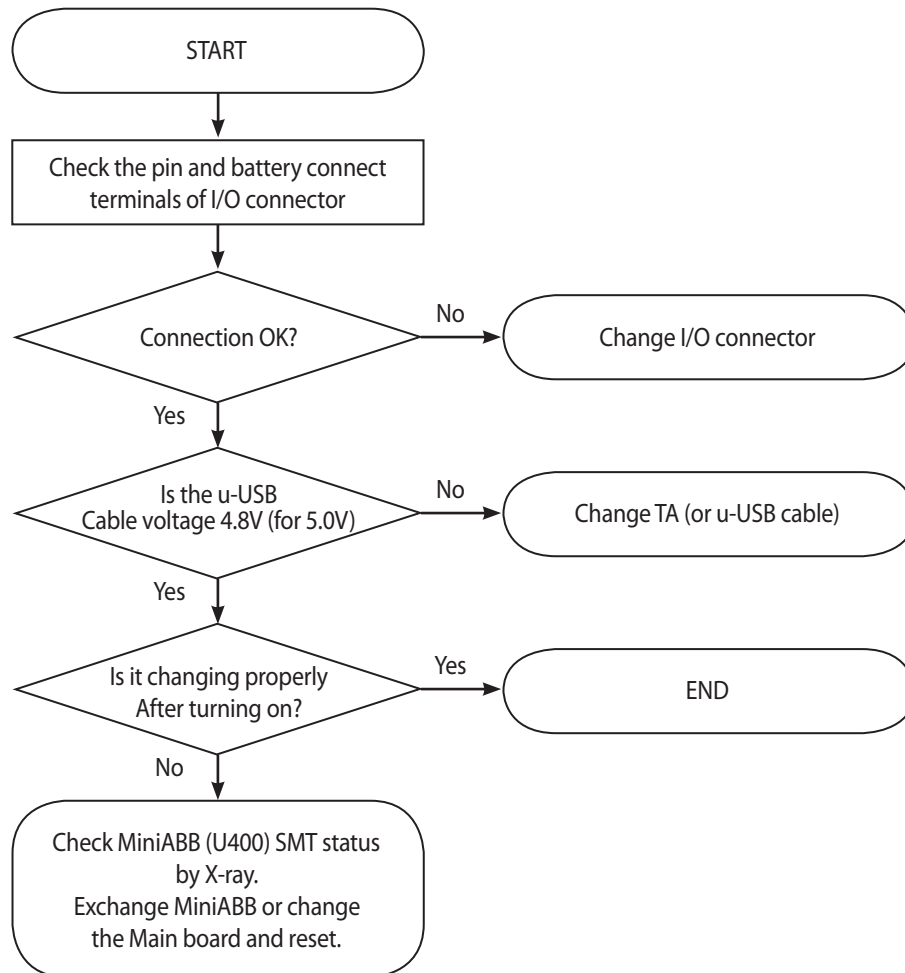 START
Check the pin and battery connect
terminals of I/O connector
Connection OK?
No
Change I/O connector
Yes
Is the u-USB
Cable voltage 4.8V (for 5.0V)
No
Change TA (or u-USB cable)
Yes
Is it changing properly
After turning on?
Yes
END
No
Check MiniABB (U400) SMT status
by X-ray.
Exchange MiniABB or change
the Main board and reset.